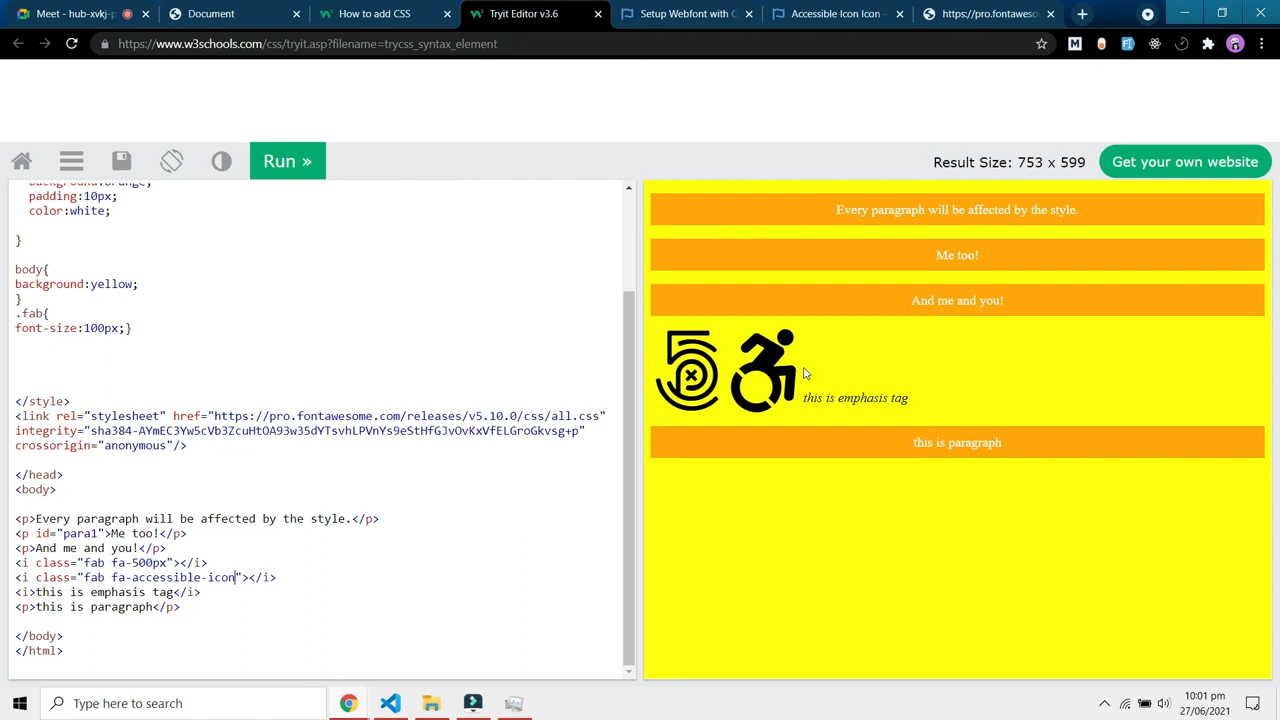 Meet – hub-xvkj-p
Document
How to add CSS
Tryit Editor v3.6
Setup Webfont with C
Accessible Icon Icon -
https://pro.fontawesom
https://www.w3schools.com/css/tryit.asp?filename=trycss_syntax_element
Run »
Result Size: 753 x 599
Get your own website
background:orange;
padding:10px;
color:white;
}
body{
background:yellow;
}
.fab{
font-size:100px;}
</style>
<link rel="stylesheet" href="https://pro.fontawesome.com/releases/v5.10.0/css/all.css"
integrity="sha384-AYmEC3Yw5cVb3ZcuHtOA93w35dYTsvhLPVnYs9eStHfGJvOvKxVfELGroGkvsg+p"
crossorigin="anonymous"/>
</head>
<body>
<p>Every paragraph will be affected by the style.</p>
<p id="para1">Me too!</p>
<p>And me and you!</p>
<i class="fab fa-500px"></i>
<i class="fab fa-accessible-icon"></i>
<i>this is emphasis tag</i>
<p>this is paragraph</p>
</body>
</html>
Every paragraph will be affected by the style.
Me too!
And me and you!
this is emphasis tag
this is paragraph
Type here to search
10:01 pm
27/06/2021